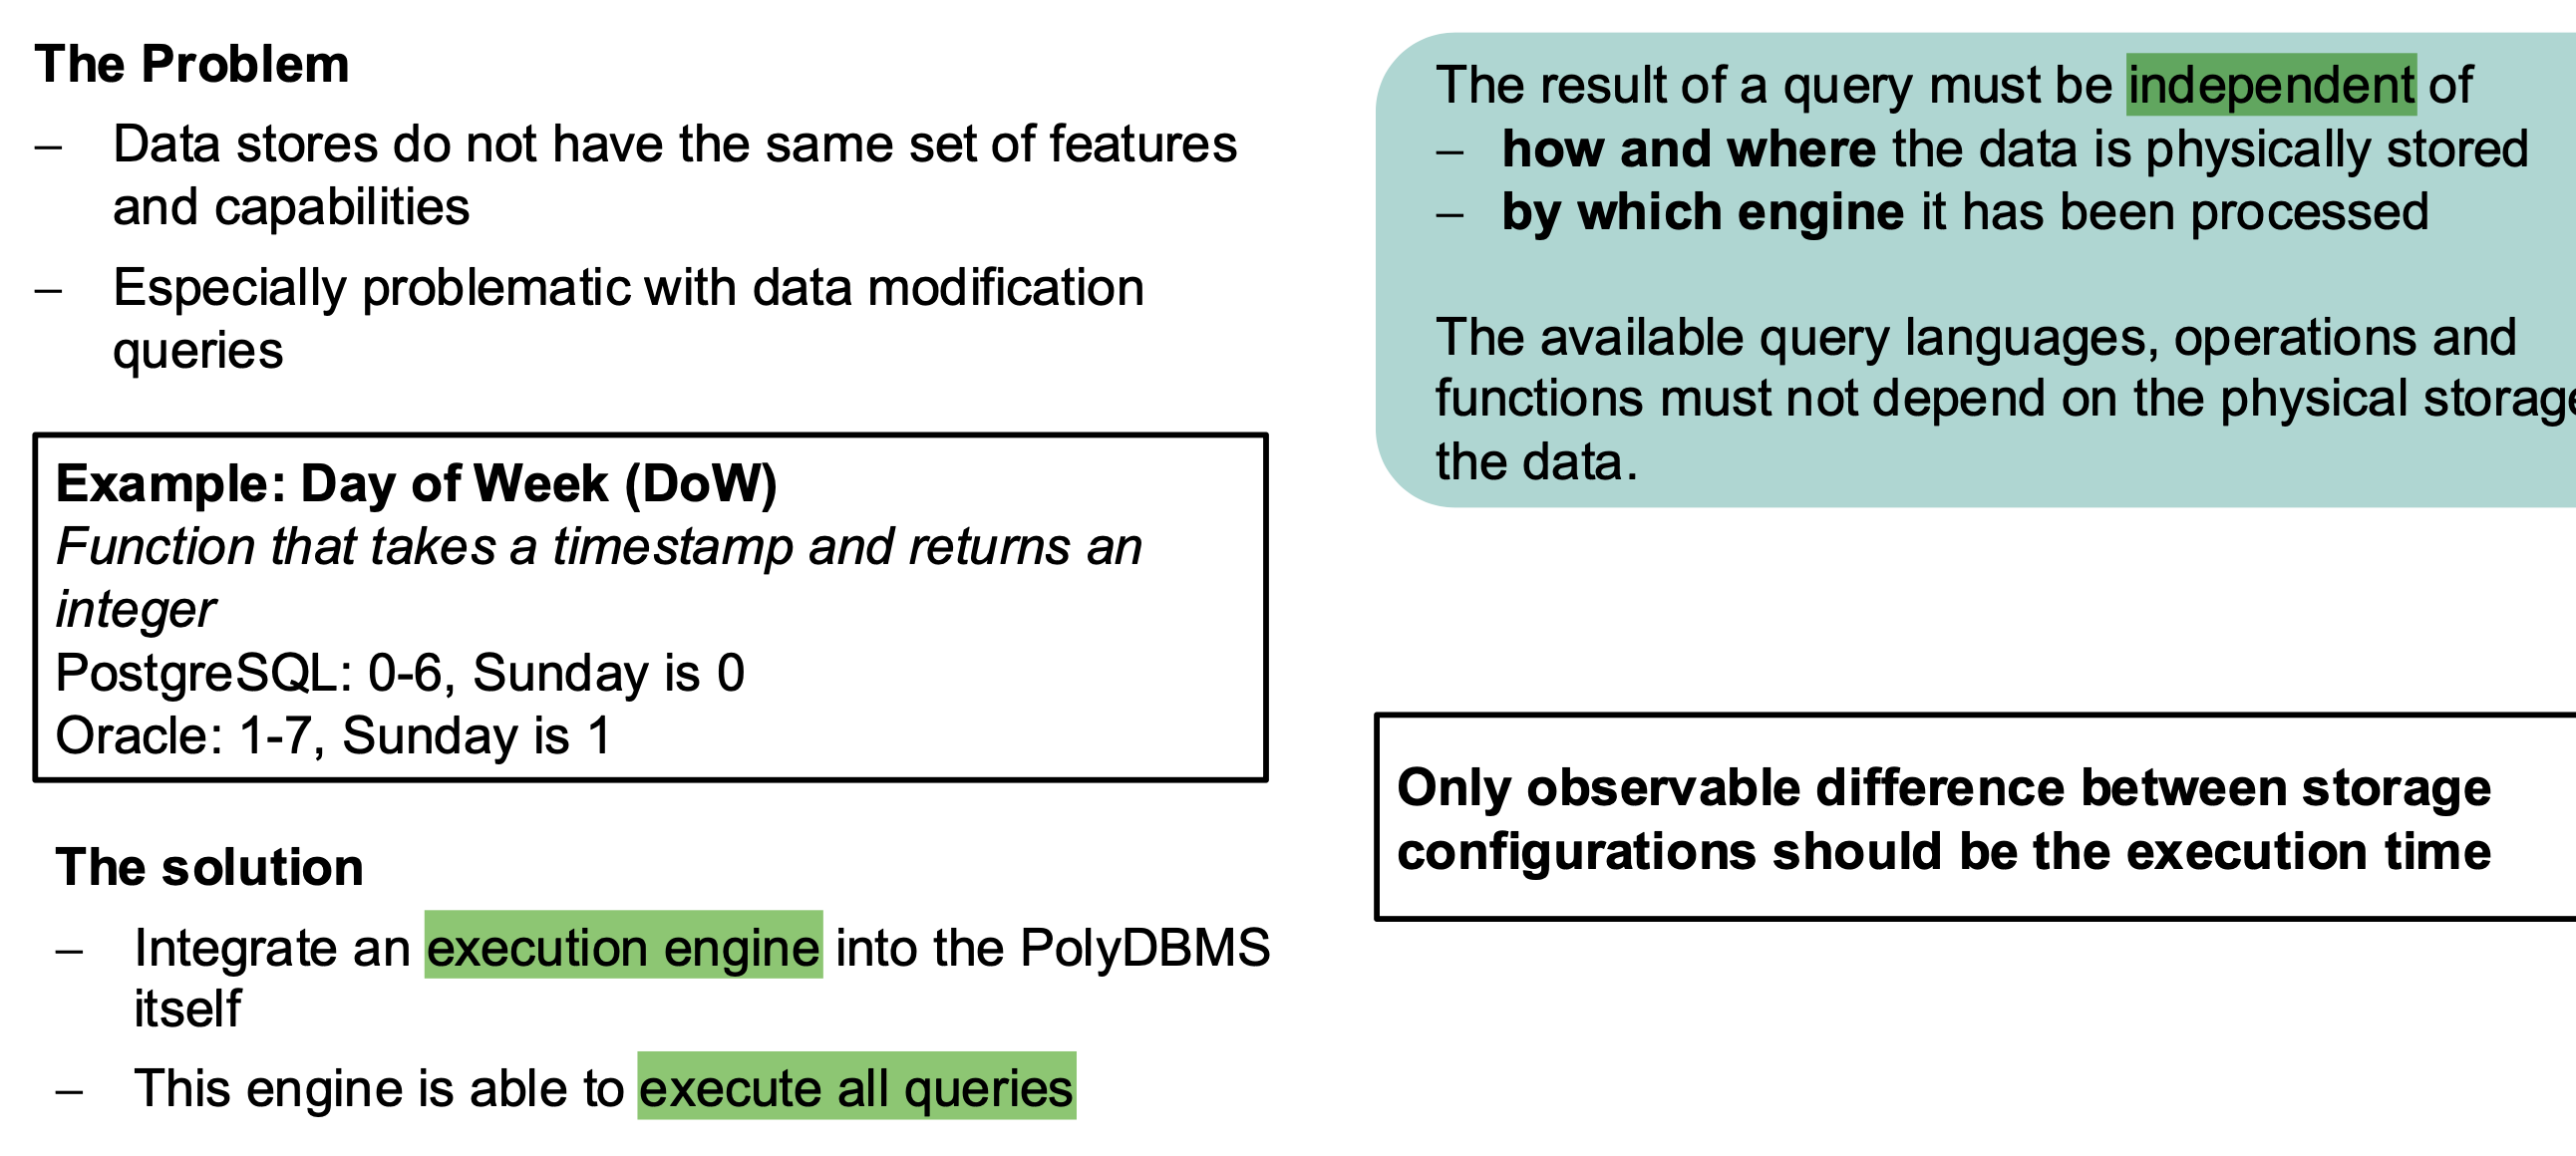 The Problem
– Data stores do not have the same set of features
and capabilities
– Especially problematic with data modification
queries
Example: Day of Week (DoW)
Function that takes a timestamp and returns an
integer
PostgreSQL: 0-6, Sunday is 0
Oracle: 1-7, Sunday is 1
The solution
– Integrate an execution engine into the PolyDBMS
itself
– This engine is able to execute all queries
The result of a query must be independent of
– how and where the data is physically stored
– by which engine it has been processed
The available query languages, operations and
functions must not depend on the physical storage
the data.
Only observable difference between storage
configurations should be the execution time